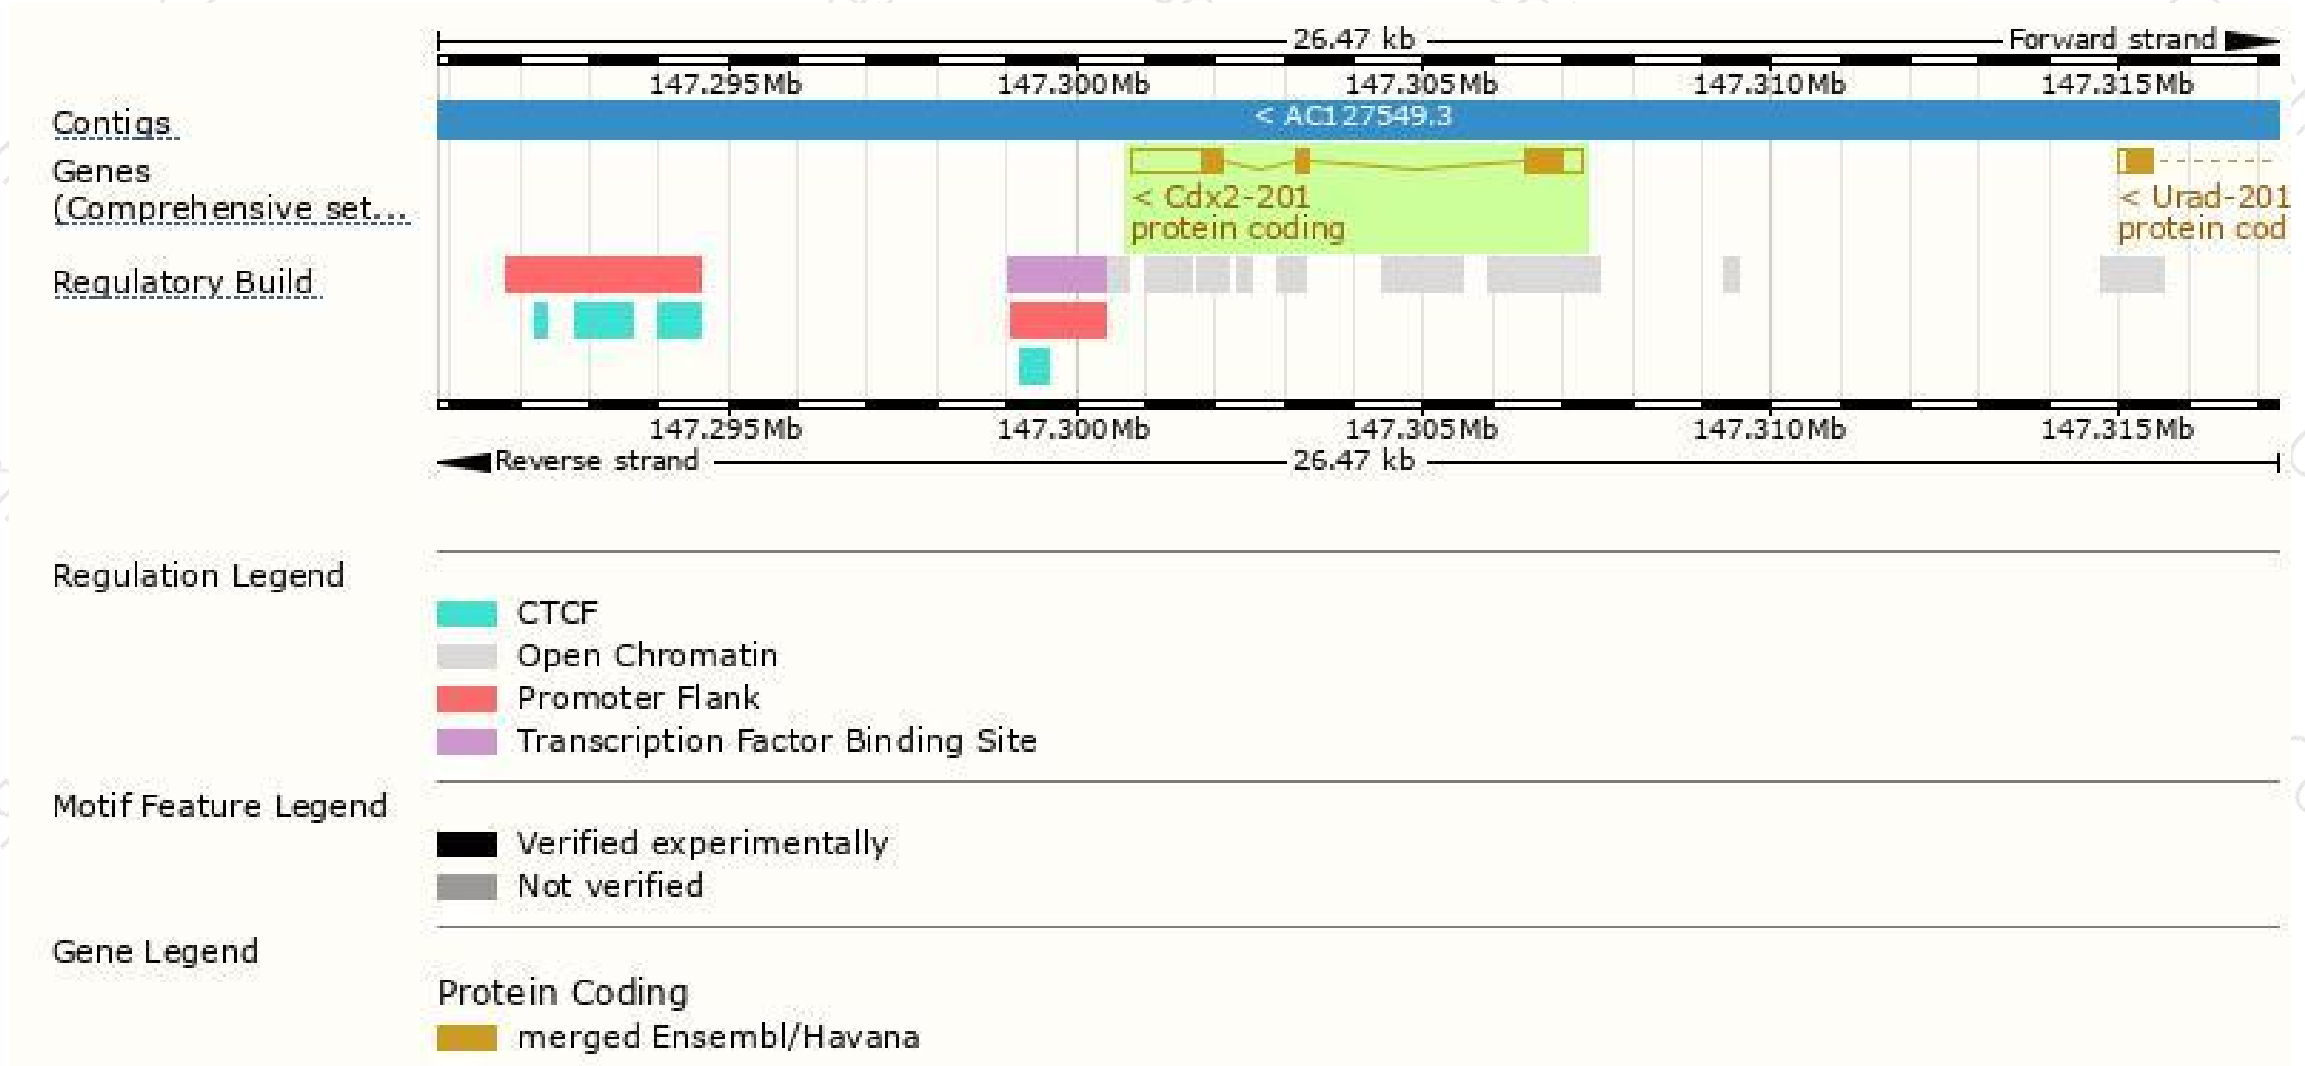 26.47 kb Forward strand
147.295Mb 147.300Mb 147.305Mb 147.310Mb 147.315Mb
Contigs < AC127549.3
Genes
(Comprehensive set...
< Cdx2-201
protein coding
< Urad-201
protein cod
Regulatory Build
147.295Mb 147.300Mb 147.305Mb 147.310Mb 147.315Mb
Reverse strand 26.47 kb
Regulation Legend
CTCF
Open Chromatin
Promoter Flank
Transcription Factor Binding Site
Motif Feature Legend
Verified experimentally
Not verified
Gene Legend
Protein Coding
merged Ensembl/Havana